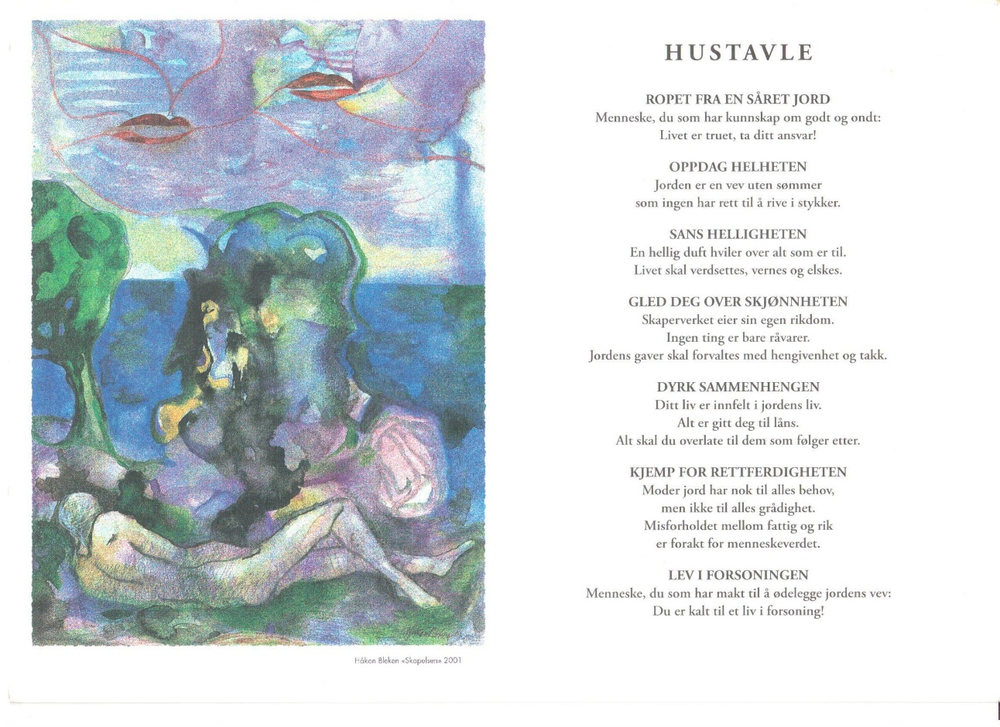 HUSTAVLE
ROPET FRA EN SÅRET JORD
Menneske, du som har kunnskap om godt og ondt:
Livet er truet, ta ditt ansvar!
OPPDAG HELHETEN
Jorden er en vev uten sømmer
som ingen har rett til å rive i stykker.
SANS HELLIGHETEN
En hellig duft hviler over alt som er til.
Livet skal verdsettes, vernes og elskes.
GLED DEG OVER SKJØNNHETEN
Skaperverket eier sin egen rikdom.
Ingen ting er bare råvarer.
Jordens gaver skal forvaltes med hengivenhet og takk.
DYRK SAMMENHENGEN
Ditt liv er innfelt i jordens liv.
Alt er gitt deg til låns.
Alt skal du overlate til dem som følger etter.
KJEMP FOR RETTFERDIGHETEN
Moder jord har nok til alles behov,
men ikke til alles grådighet.
Misforholdet mellom fattig og rik
er forakt for menneskeverdet.
LEV I FORSONINGEN
Menneske, du som har makt til å ødelegge jordens vev:
Du er kalt til et liv i forsoning!
Håkon Bleken «Skapelsen» 2001